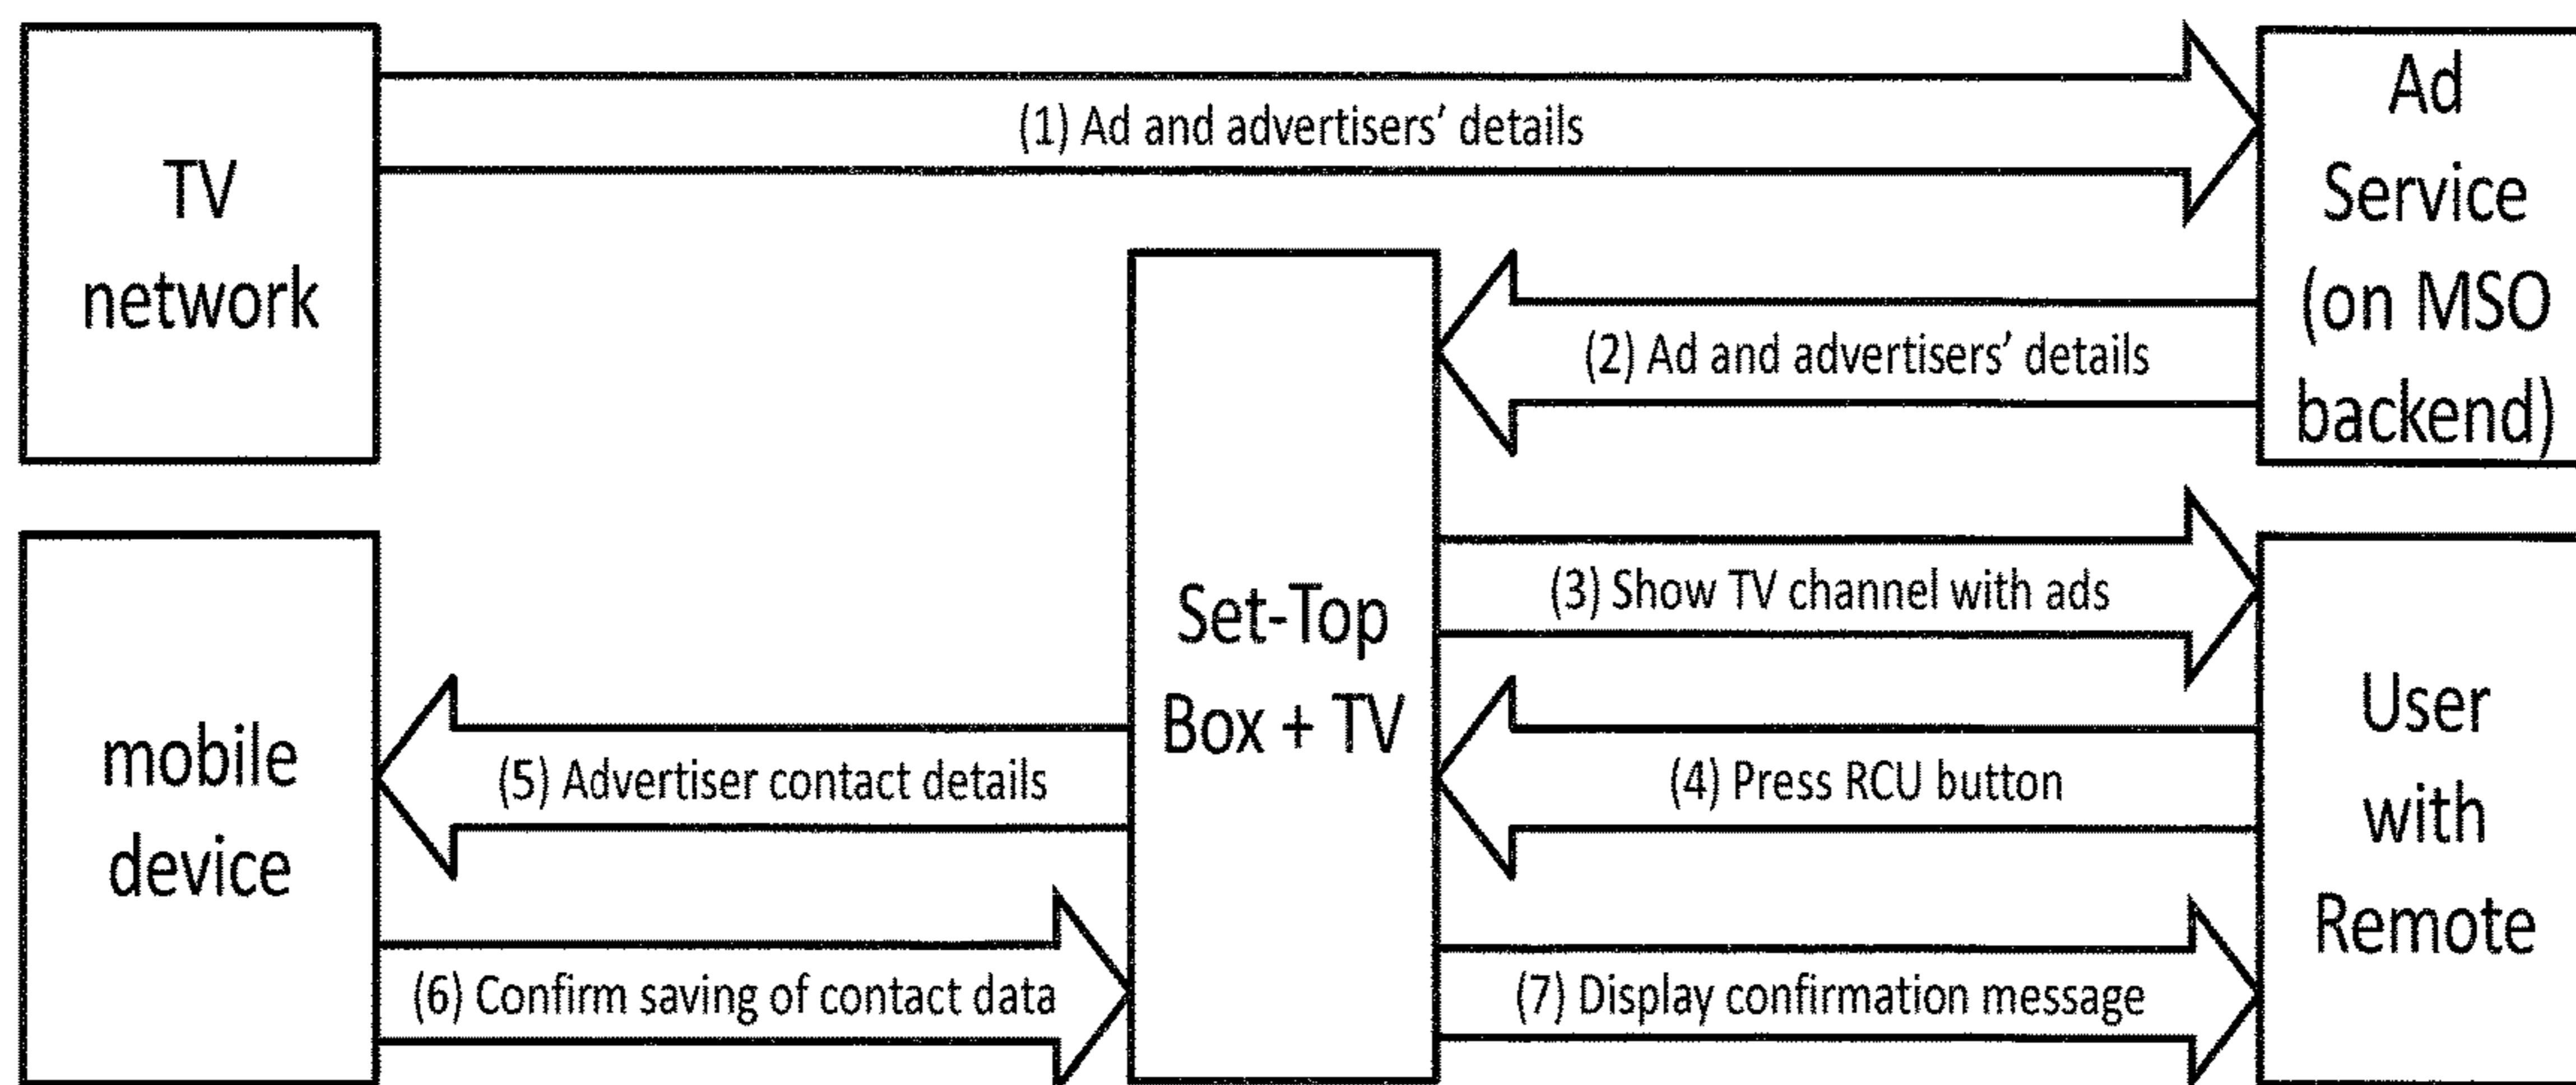 TV
network
(1) Ad and advertisers’ details
Ad
Service
(on MSO
backend)
(2) Ad and advertisers’ details
Set-Top
Box + TV
(3) Show TV channel with ads
User
with
Remote
(4) Press RCU button
mobile
device
(5) Advertiser contact details
(6) Confirm saving of contact data
(7) Display confirmation message